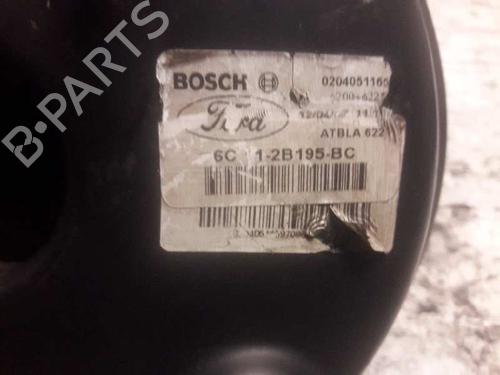 BOSCH 0204051165
Ford
ATBLA 622
6C 1-2B195-BC
B-PARTS